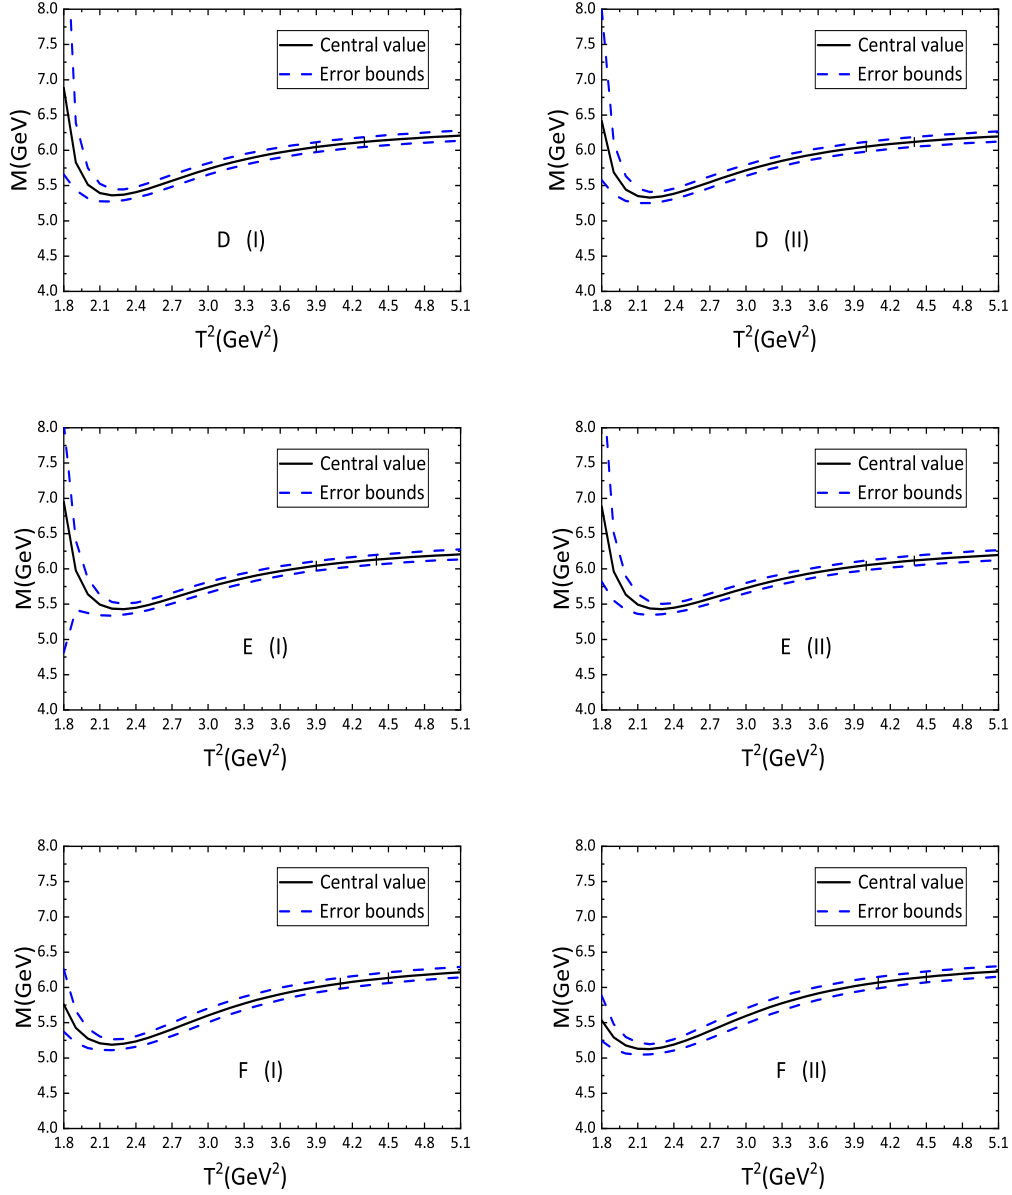 8.0
7.5
7.0
6.5
6.0
5.5
5.0
4.5
4.0
M(GeV)
Central value
Error bounds
D (I)
1.8 2.1 2.4 2.7 3.0 3.3 3.6 3.9 4.2 4.5 4.8 5.1
T²(GeV²)
8.0
7.5
7.0
6.5
6.0
5.5
5.0
4.5
4.0
M(GeV)
Central value
Error bounds
D (II)
1.8 2.1 2.4 2.7 3.0 3.3 3.6 3.9 4.2 4.5 4.8 5.1
T²(GeV²)
8.0
7.5
7.0
6.5
6.0
5.5
5.0
4.5
4.0
M(GeV)
Central value
Error bounds
E (I)
1.8 2.1 2.4 2.7 3.0 3.3 3.6 3.9 4.2 4.5 4.8 5.1
T²(GeV²)
8.0
7.5
7.0
6.5
6.0
5.5
5.0
4.5
4.0
M(GeV)
Central value
Error bounds
E (II)
1.8 2.1 2.4 2.7 3.0 3.3 3.6 3.9 4.2 4.5 4.8 5.1
T²(GeV²)
8.0
7.5
7.0
6.5
6.0
5.5
5.0
4.5
4.0
M(GeV)
Central value
Error bounds
F (I)
1.8 2.1 2.4 2.7 3.0 3.3 3.6 3.9 4.2 4.5 4.8 5.1
T²(GeV²)
8.0
7.5
7.0
6.5
6.0
5.5
5.0
4.5
4.0
M(GeV)
Central value
Error bounds
F (II)
1.8 2.1 2.4 2.7 3.0 3.3 3.6 3.9 4.2 4.5 4.8 5.1
T²(GeV²)